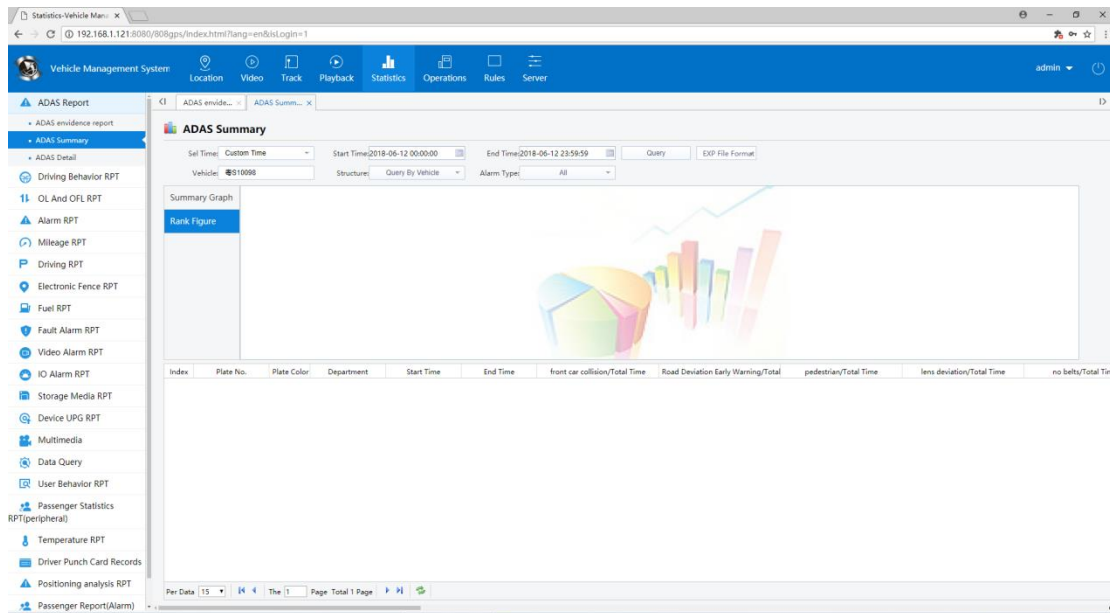 Statistics-Vehicle Mana
192.168.1.121:8080/808gps/index.html?lang=en&isLogin=1
Vehicle Management System
Location Video Track Playback Statistics Operations Rules Server
admin
ADAS Report
ADAS envidence report
ADAS Summary
ADAS Detail
Driving Behavior RPT
OL And OFL RPT
Alarm RPT
Mileage RPT
Driving RPT
Electronic Fence RPT
Fuel RPT
Fault Alarm RPT
Video Alarm RPT
IO Alarm RPT
Storage Media RPT
Device UPG RPT
Multimedia
Data Query
User Behavior RPT
Passenger Statistics
RPT(peripheral)
Temperature RPT
Driver Punch Card Records
Positioning analysis RPT
Passenger Report(Alarm)
ADAS envide... ADAS Summ...
ADAS Summary
Sel Time: Custom Time Start Time: 2018-06-12 00:00:00 End Time: 2018-06-12 23:59:59 Query EXP File Format
Vehicle: S10098 Structure: Query By Vehicle Alarm Type: All
Summary Graph
Rank Figure
Index Plate No. Plate Color Department Start Time End Time front car collision/Total Time Road Deviation Early Warning/Total pedestrian/Total Time lens deviation/Total Time no belts/Total Tim
Per Data 15 The 1 Page Total 1 Page